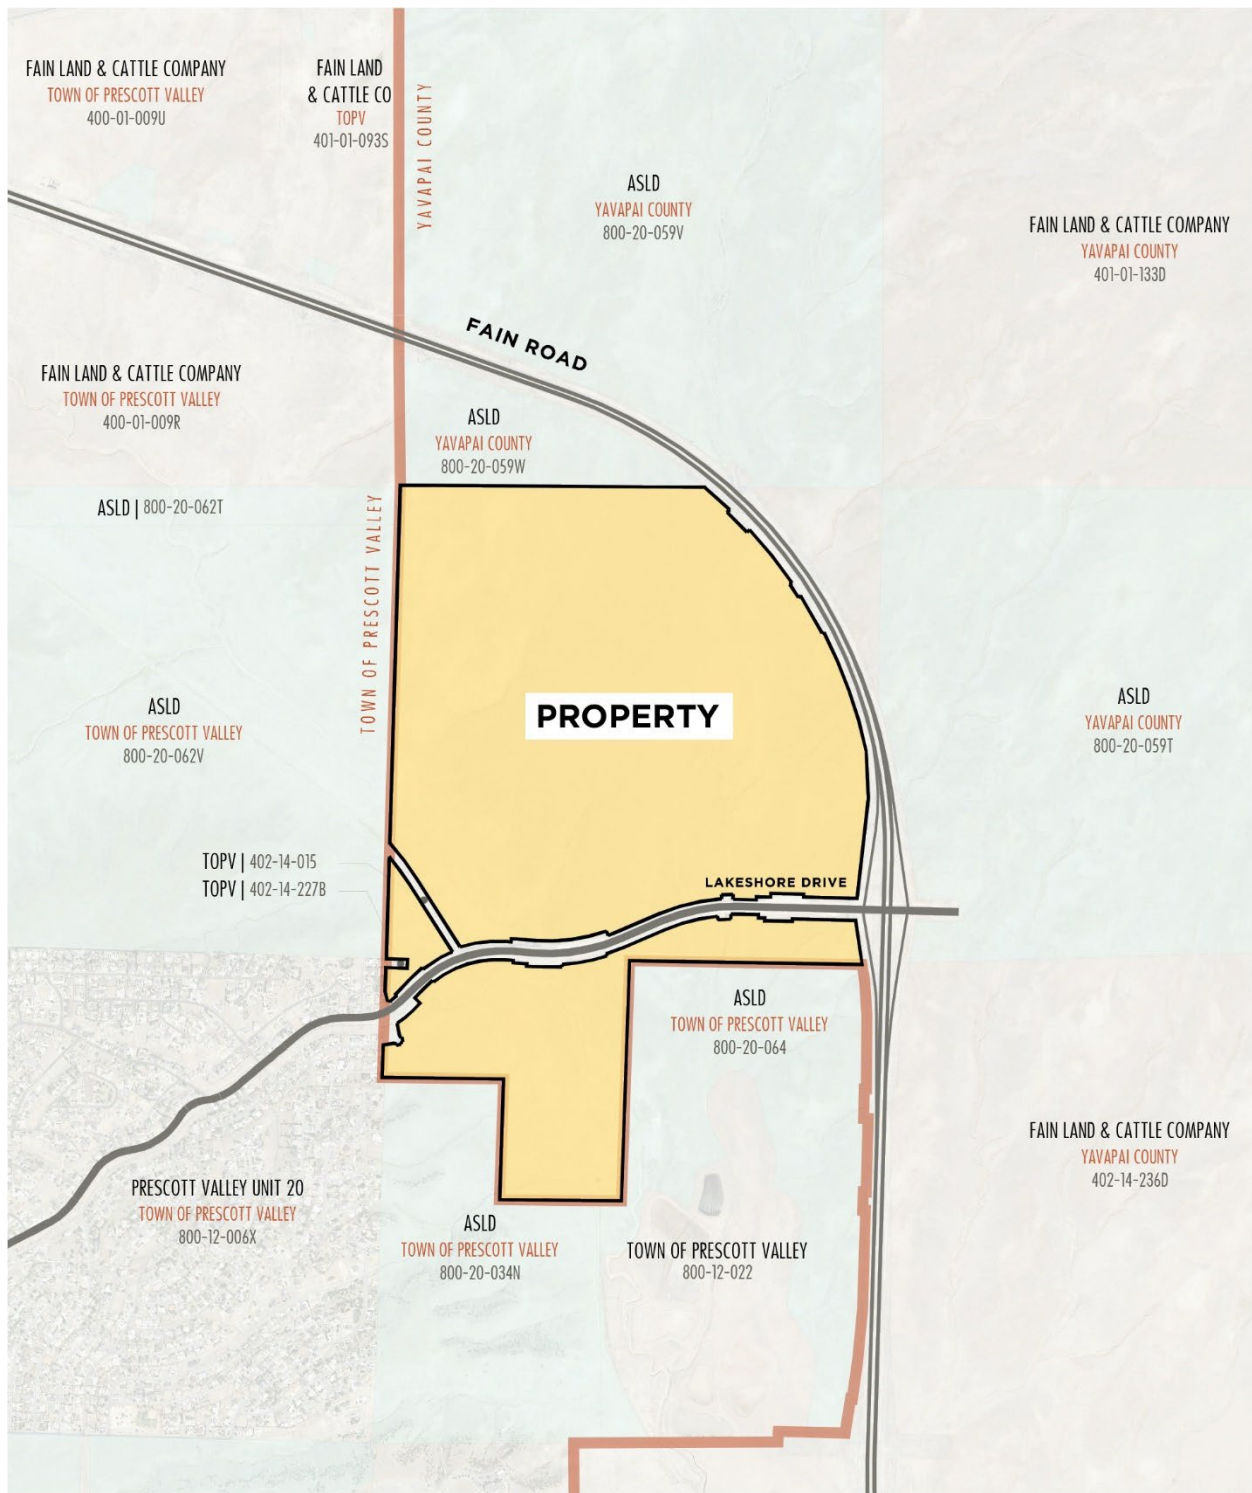 FAIN LAND & CATTLE COMPANY
TOWN OF PRESCOTT VALLEY
400-01-009U
FAIN LAND
& CATTLE CO
TOPV
401-01-093S
YAVAPAI COUNTY
ASLD
YAVAPAI COUNTY
800-20-059V
FAIN LAND & CATTLE COMPANY
YAVAPAI COUNTY
401-01-133D
FAIN ROAD
FAIN LAND & CATTLE COMPANY
TOWN OF PRESCOTT VALLEY
400-01-009R
ASLD
YAVAPAI COUNTY
800-20-059W
ASLD | 800-20-062T
TOWN OF PRESCOTT VALLEY
ASLD
TOWN OF PRESCOTT VALLEY
800-20-062V
PROPERTY
ASLD
YAVAPAI COUNTY
800-20-059T
TOPV | 402-14-015
TOPV | 402-14-227B
LAKESHORE DRIVE
ASLD
TOWN OF PRESCOTT VALLEY
800-20-064
FAIN LAND & CATTLE COMPANY
YAVAPAI COUNTY
402-14-236D
PRESCOTT VALLEY UNIT 20
TOWN OF PRESCOTT VALLEY
800-12-006X
ASLD
TOWN OF PRESCOTT VALLEY
800-20-034N
TOWN OF PRESCOTT VALLEY
800-12-022